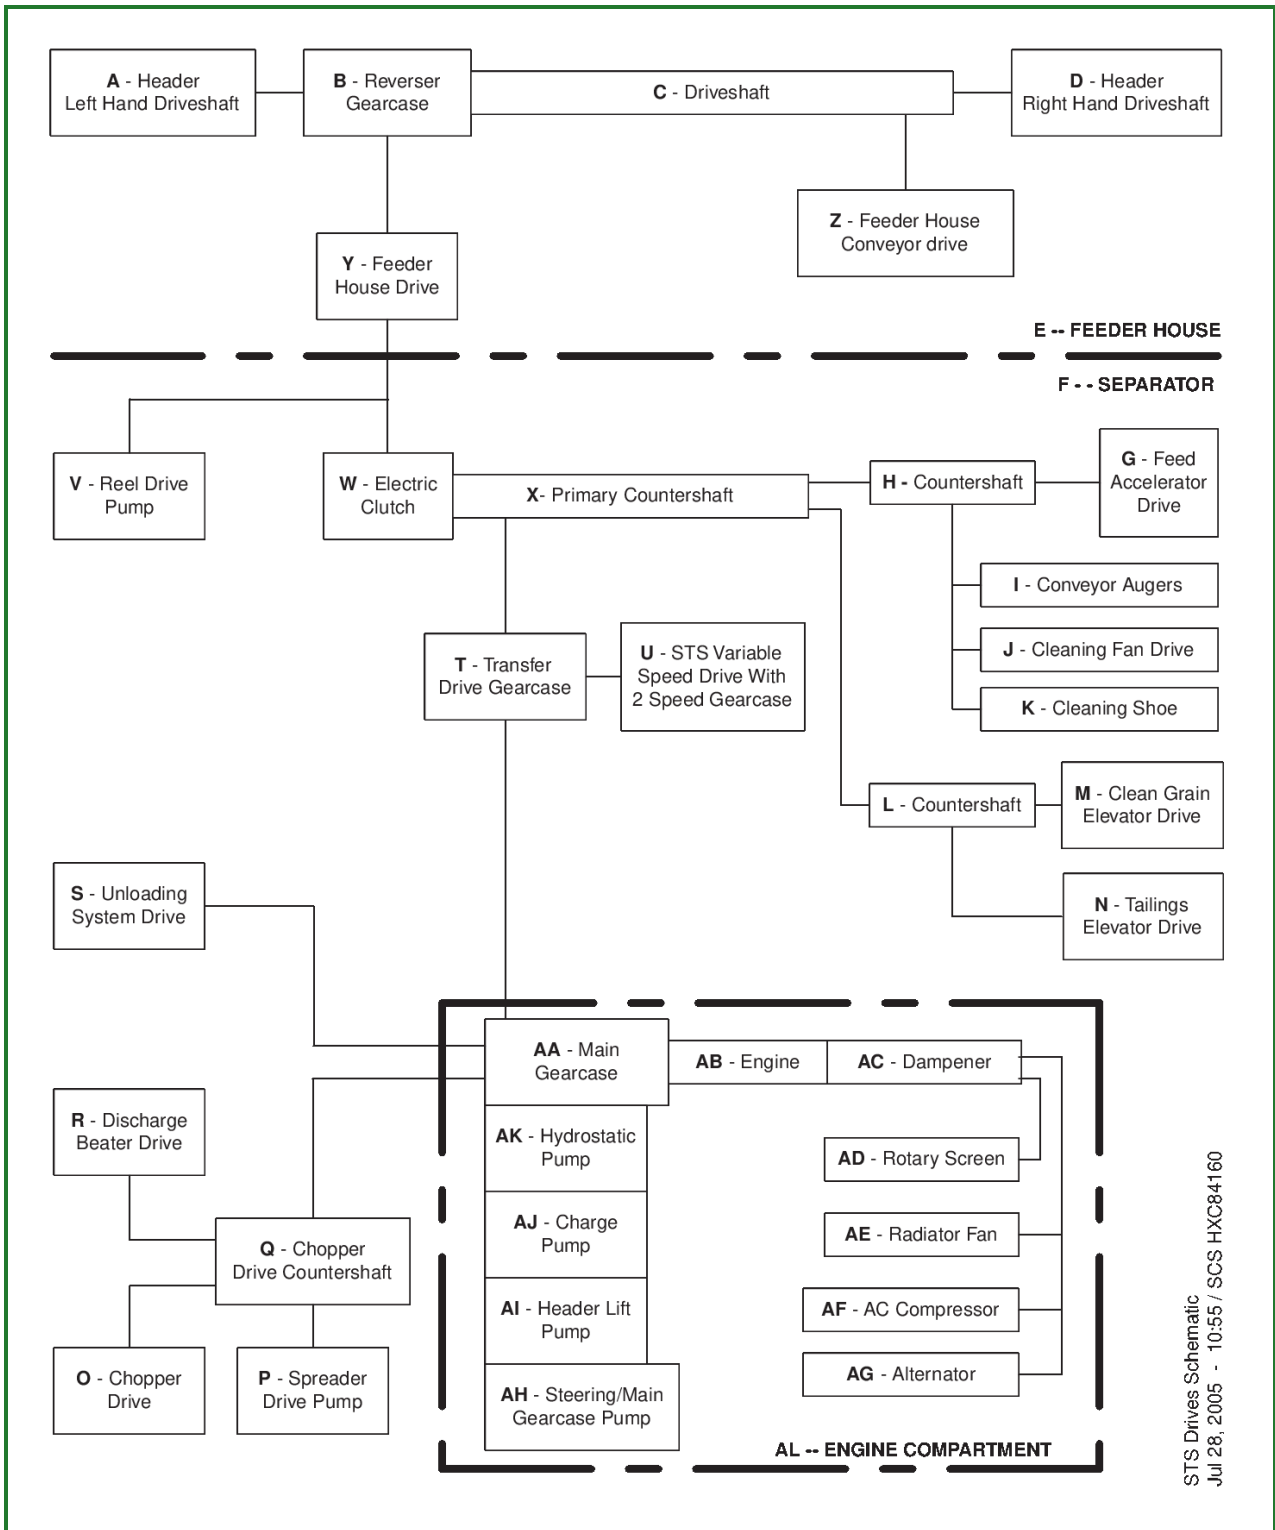 A - Header
Left Hand Driveshaft
B - Reverser
Gearcase
C - Driveshaft
D - Header
Right Hand Driveshaft
Z - Feeder House
Conveyor drive
Y - Feeder
House Drive
E -- FEEDER HOUSE
F - - SEPARATOR
V - Reel Drive
Pump
W - Electric
Clutch
X- Primary Countershaft
H - Countershaft
G - Feed
Accelerator
Drive
I - Conveyor Augers
J - Cleaning Fan Drive
K - Cleaning Shoe
T - Transfer
Drive Gearcase
U - STS Variable
Speed Drive With
2 Speed Gearcase
L - Countershaft
M - Clean Grain
Elevator Drive
N - Tailings
Elevator Drive
S - Unloading
System Drive
AA - Main
Gearcase
AB - Engine
AC - Dampener
R - Discharge
Beater Drive
AK - Hydrostatic
Pump
AD - Rotary Screen
AJ - Charge
Pump
AE - Radiator Fan
Q - Chopper
Drive Countershaft
AI - Header Lift
Pump
AF - AC Compressor
O - Chopper
Drive
P - Spreader
Drive Pump
AH - Steering/Main
Gearcase Pump
AG - Alternator
AL -- ENGINE COMPARTMENT
STS Drives Schematic
Jul 28, 2005 - 10:55 / SCS HXC84160